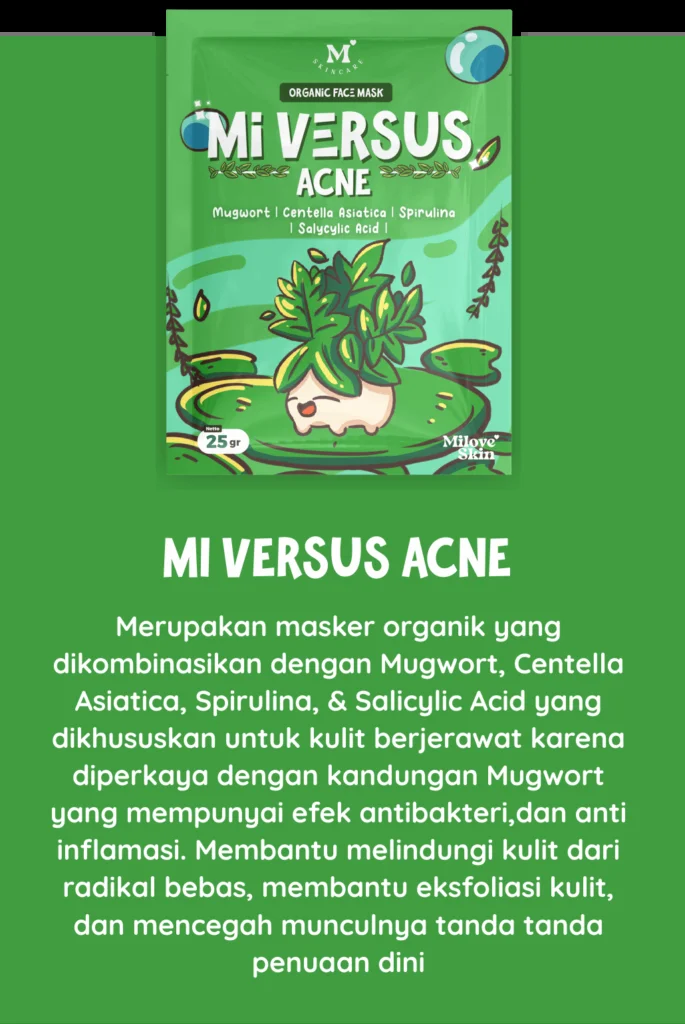 M
SKINCARE
ORGANIC FACE MASK
Mi VERSUS
ACNE
Mugwort | Centella Asiatica | Spirulina
| Salycylic Acid |
Netto
25 gr
Milove
Skin
MI VERSUS ACNE
Merupakan masker organik yang
dikombinasikan dengan Mugwort, Centella
Asiatica, Spirulina, & Salicylic Acid yang
dikhususkan untuk kulit berjerawat karena
diperkaya dengan kandungan Mugwort
yang mempunyai efek antibakteri,dan anti
inflamasi. Membantu melindungi kulit dari
radikal bebas, membantu eksfoliasi kulit,
dan mencegah munculnya tanda tanda
penuaan dini